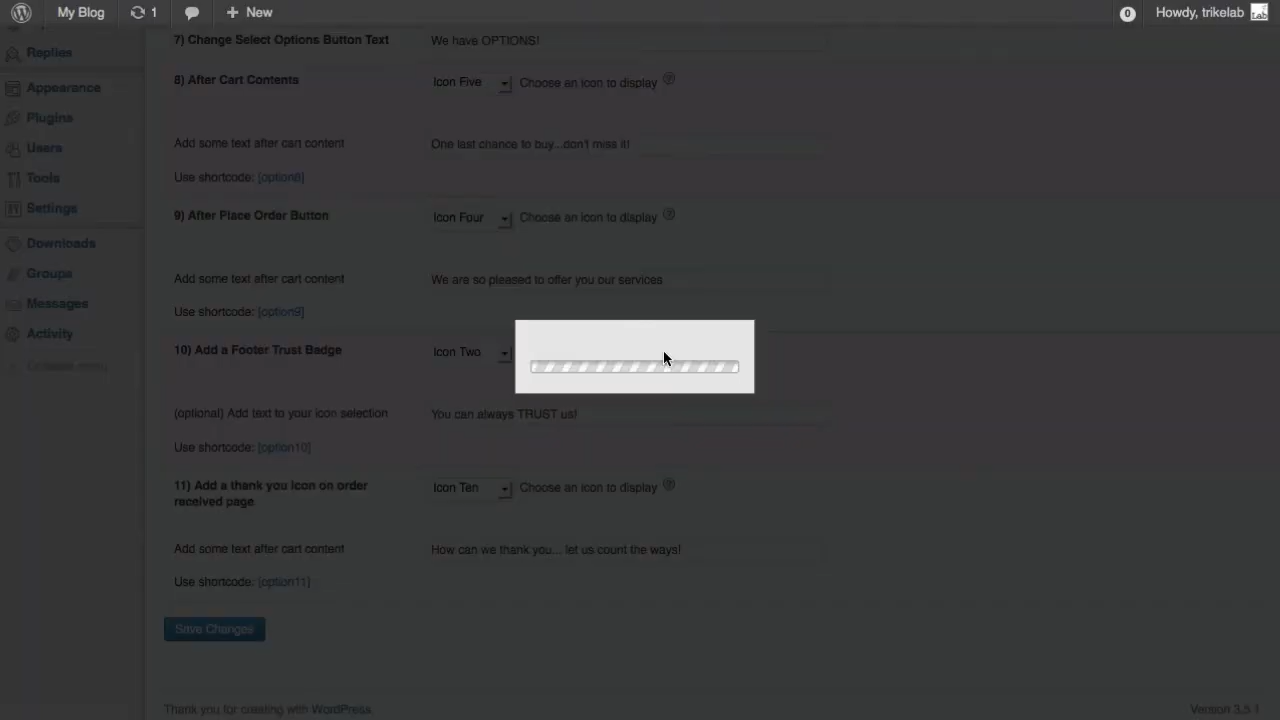 My Blog
1
New
0
Howdy, trikelab
Lab
Replies
Appearance
Plugins
Users
Tools
Settings
Downloads
Groups
Messages
Activity
Collapse menu
7) Change Select Options Button Text
We have OPTIONS!
8) After Cart Contents
Icon Five
Choose an icon to display
Add some text after cart content
One last chance to buy...don't miss it!
Use shortcode: [option8]
9) After Place Order Button
Icon Four
Choose an icon to display
Add some text after cart content
We are so pleased to offer you our services
Use shortcode: [option9]
10) Add a Footer Trust Badge
Icon Two
(optional) Add text to your icon selection
You can always TRUST us!
Use shortcode: [option10]
11) Add a thank you icon on order
received page
Icon Ten
Choose an icon to display
Add some text after cart content
How can we thank you... let us count the ways!
Use shortcode: [option11]
Save Changes
Thank you for creating with WordPress.
Version 3.5.1